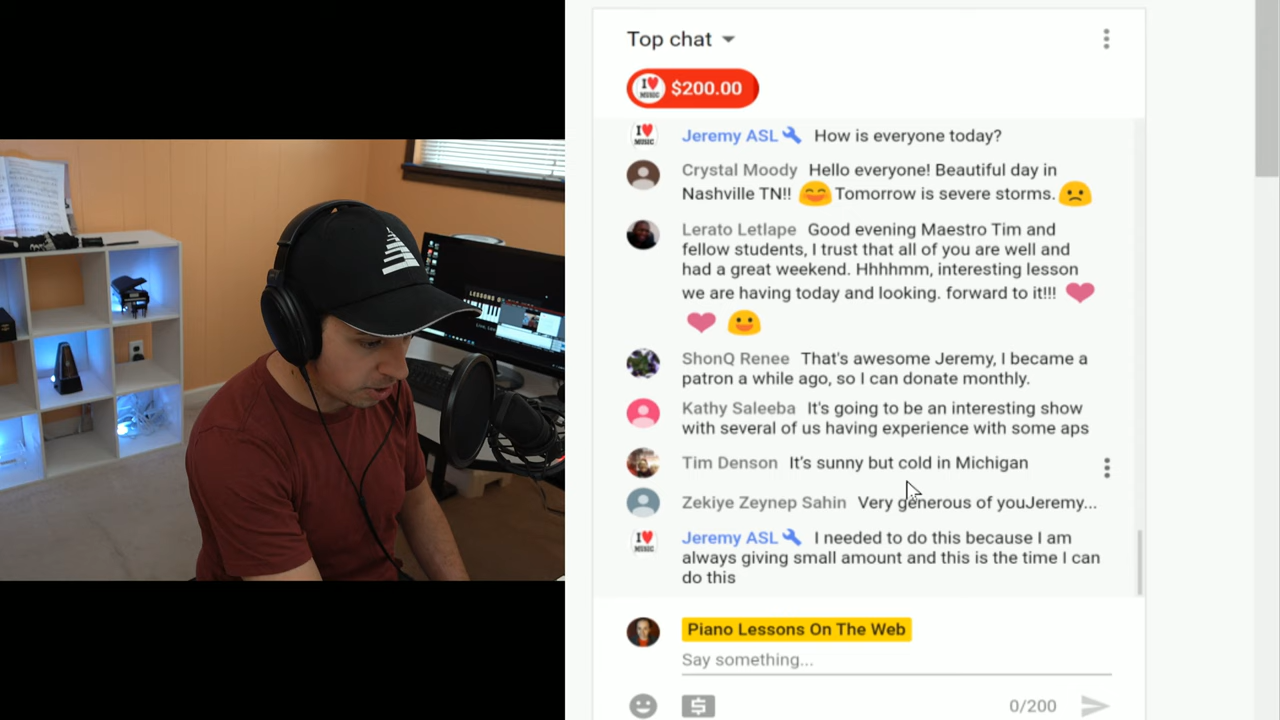 Top chat
I
MUSIC
$200.00
I
MUSIC
Jeremy ASL How is everyone today?
Crystal Moody Hello everyone! Beautiful day in
Nashville TN!! Tomorrow is severe storms.
Lerato Letlape Good evening Maestro Tim and
fellow students, I trust that all of you are well and
had a great weekend. Hhhhmm, interesting lesson
we are having today and looking. forward to it!!!
ShonQ Renee That's awesome Jeremy, I became a
patron a while ago, so I can donate monthly.
Kathy Saleeba It's going to be an interesting show
with several of us having experience with some aps
Tim Denson It's sunny but cold in Michigan
Zekiye Zeynep Sahin Very generous of youJeremy...
I
MUSIC
Jeremy ASL I needed to do this because I am
always giving small amount and this is the time I can
do this
Piano Lessons On The Web
Say something...
$
0/200
LESSONS